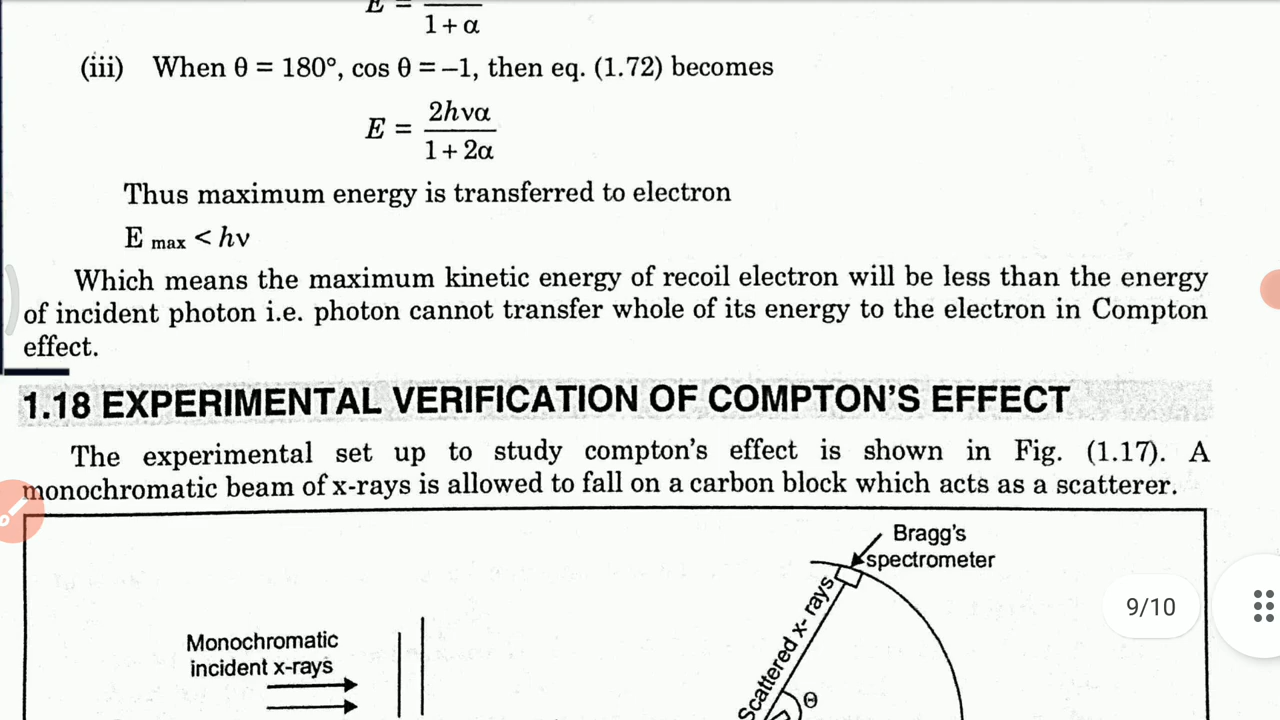 E =
1 + α
(iii) When θ = 180°, cos θ = –1, then eq. (1.72) becomes
E = 2hνα / 1 + 2α
Thus maximum energy is transferred to electron
E max < hν
Which means the maximum kinetic energy of recoil electron will be less than the energy
of incident photon i.e. photon cannot transfer whole of its energy to the electron in Compton
effect.
1.18 EXPERIMENTAL VERIFICATION OF COMPTON'S EFFECT
The experimental set up to study compton's effect is shown in Fig. (1.17). A
monochromatic beam of x-rays is allowed to fall on a carbon block which acts as a scatterer.
Bragg's
spectrometer
9/10
Monochromatic
incident x-rays
Scattered x- rays
Θ